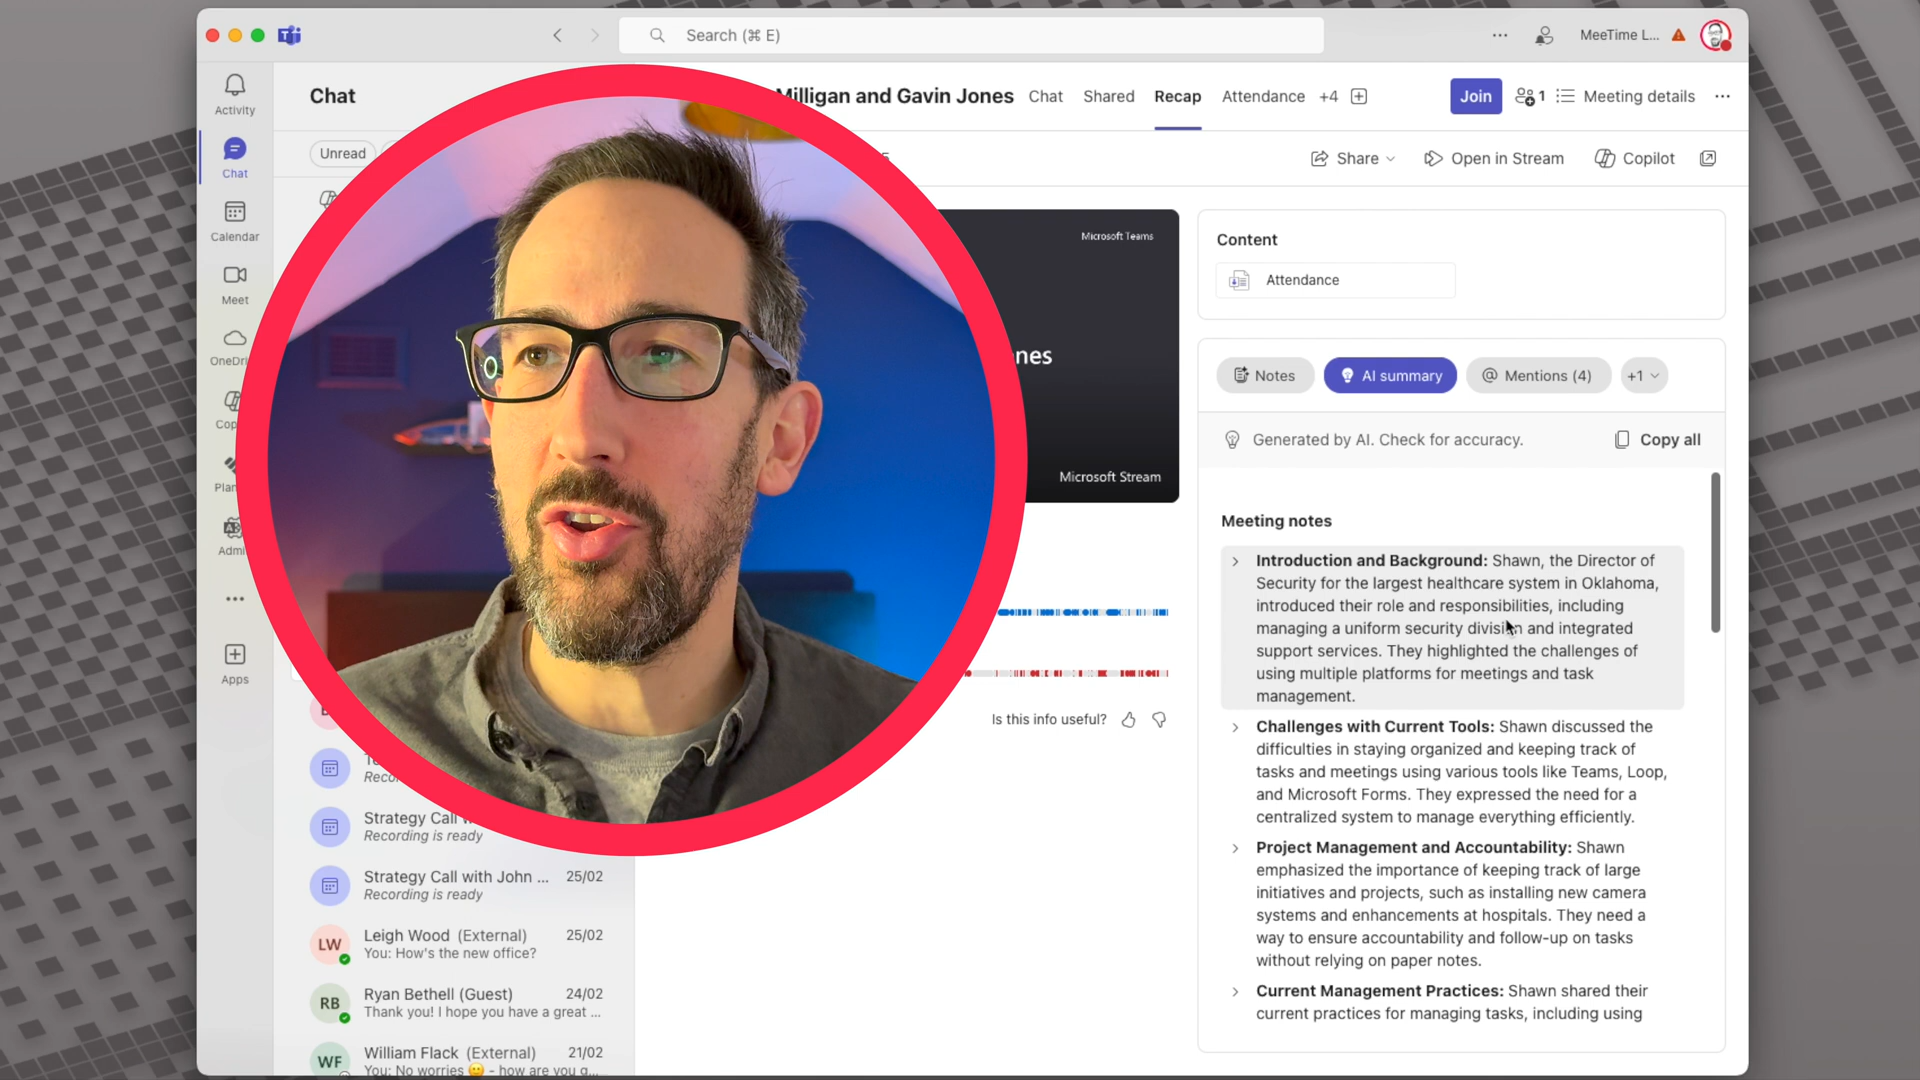 Search (⌘ E)
MeeTime L...
Activity
Chat
Calendar
Meet
Apps
Chat
Unread
Milligan and Gavin Jones
Chat
Shared
Recap
Attendance
+4
Join
1
Meeting details
Share
Open in Stream
Copilot
Microsoft Teams
Microsoft Stream
Is this info useful?
Strategy Call
Recording is ready
Strategy Call with John ...
25/02
Recording is ready
LW
Leigh Wood (External)
25/02
You: How's the new office?
RB
Ryan Bethell (Guest)
24/02
Thank you! I hope you have a great ...
WF
William Flack (External)
21/02
You: No worries 🙂 - how are you g...
Content
Attendance
Notes
AI summary
@ Mentions (4)
+1
Generated by AI. Check for accuracy.
Copy all
Meeting notes
Introduction and Background: Shawn, the Director of
Security for the largest healthcare system in Oklahoma,
introduced their role and responsibilities, including
managing a uniform security division and integrated
support services. They highlighted the challenges of
using multiple platforms for meetings and task
management.
Challenges with Current Tools: Shawn discussed the
difficulties in staying organized and keeping track of
tasks and meetings using various tools like Teams, Loop,
and Microsoft Forms. They expressed the need for a
centralized system to manage everything efficiently.
Project Management and Accountability: Shawn
emphasized the importance of keeping track of large
initiatives and projects, such as installing new camera
systems and enhancements at hospitals. They need a
way to ensure accountability and follow-up on tasks
without relying on paper notes.
Current Management Practices: Shawn shared their
current practices for managing tasks, including using